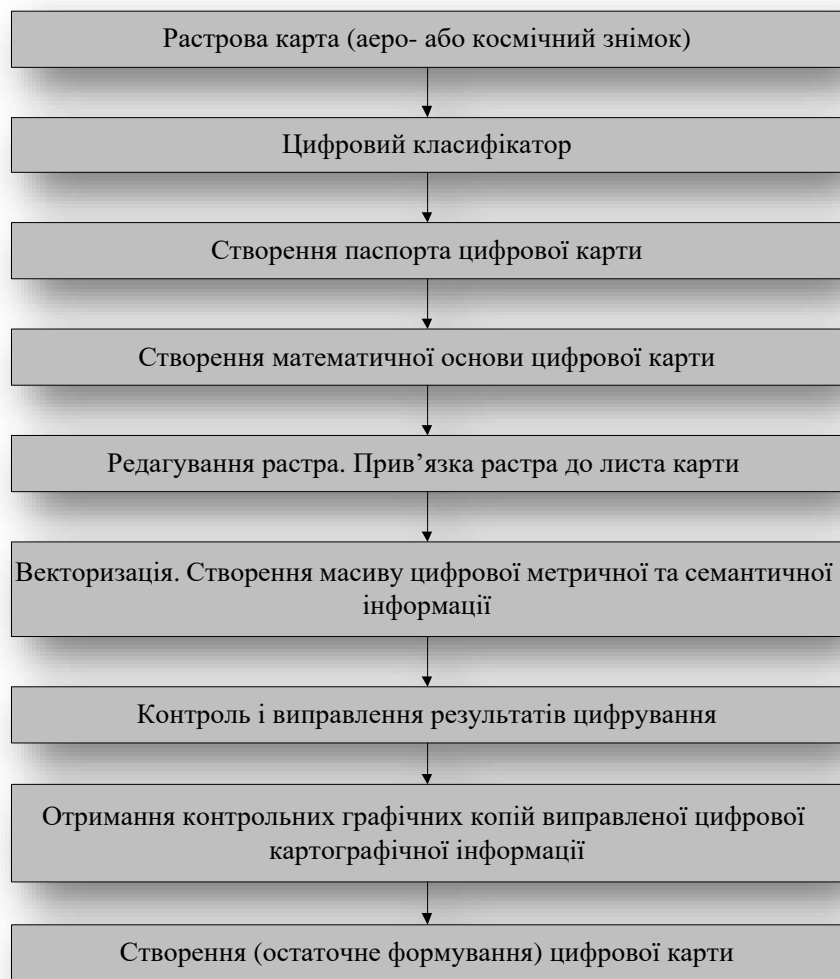 Растрова карта (аеро- або космічний знімок)
Цифровий класифікатор
Створення паспорта цифрової карти
Створення математичної основи цифрової карти
Редагування растра. Прив’язка растра до листа карти
Векторизація. Створення масиву цифрової метричної та семантичної
інформації
Контроль і виправлення результатів цифрування
Отримання контрольних графічних копій виправленої цифрової
картографічної інформації
Створення (остаточне формування) цифрової карти